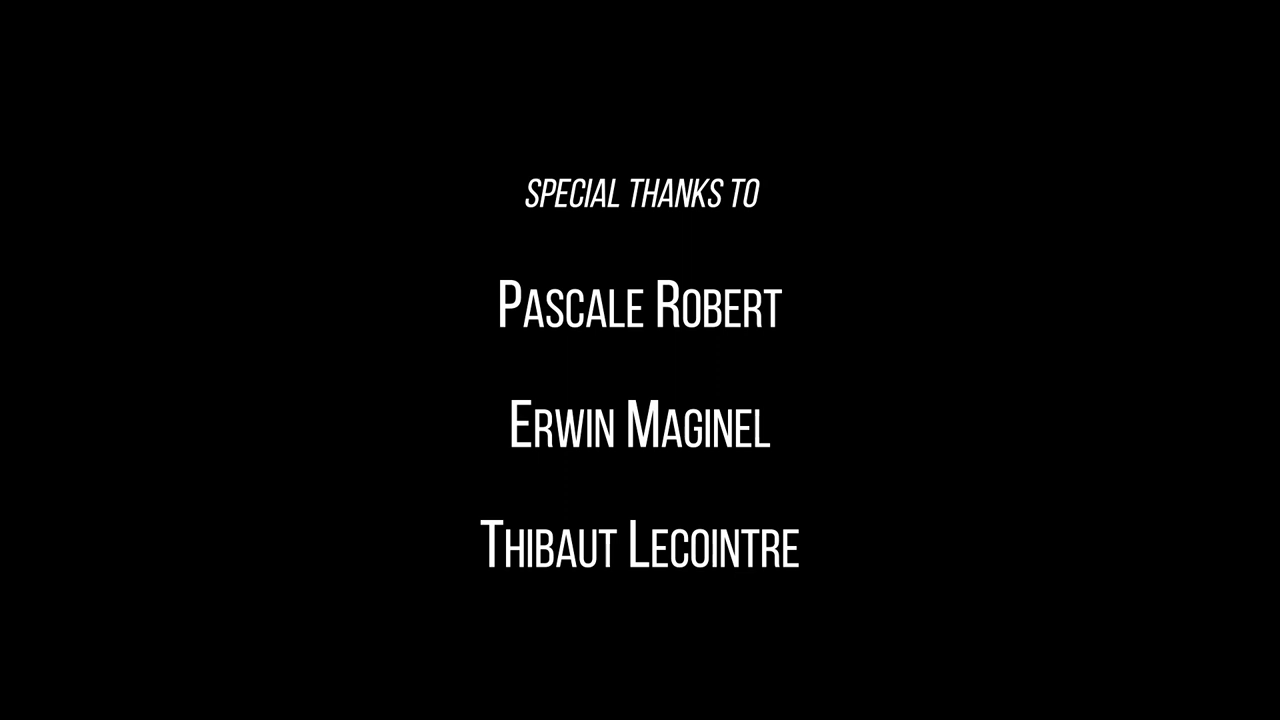 SPECIAL THANKS TO
PASCALE ROBERT
ERWIN MAGINEL
THIBAUT LECOINTRE